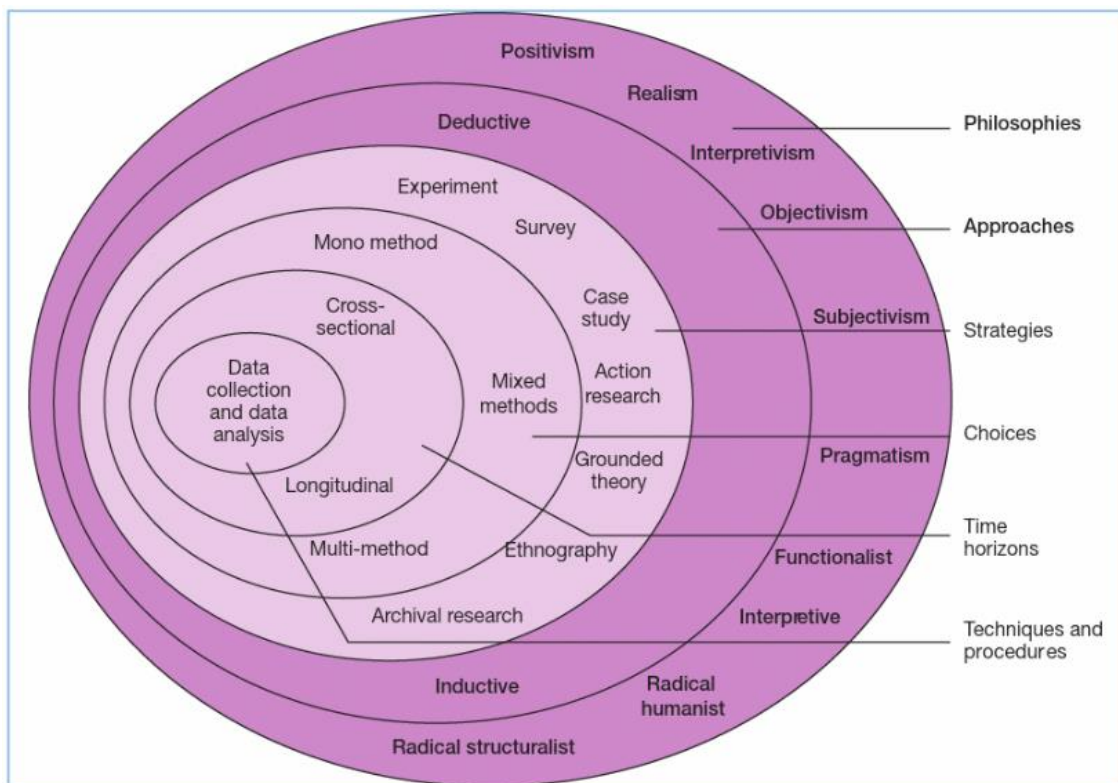 Positivism
Realism
Philosophies
Deductive
Interpretivism
Experiment
Objectivism
Approaches
Survey
Mono method
Case
study
Cross-
sectional
Subjectivism
Strategies
Data
collection
and data
analysis
Mixed
methods
Action
research
Choices
Pragmatism
Grounded
theory
Longitudinal
Time
horizons
Multi-method
Ethnography
Functionalist
Archival research
Interpretive
Techniques and
procedures
Inductive
Radical
humanist
Radical structuralist